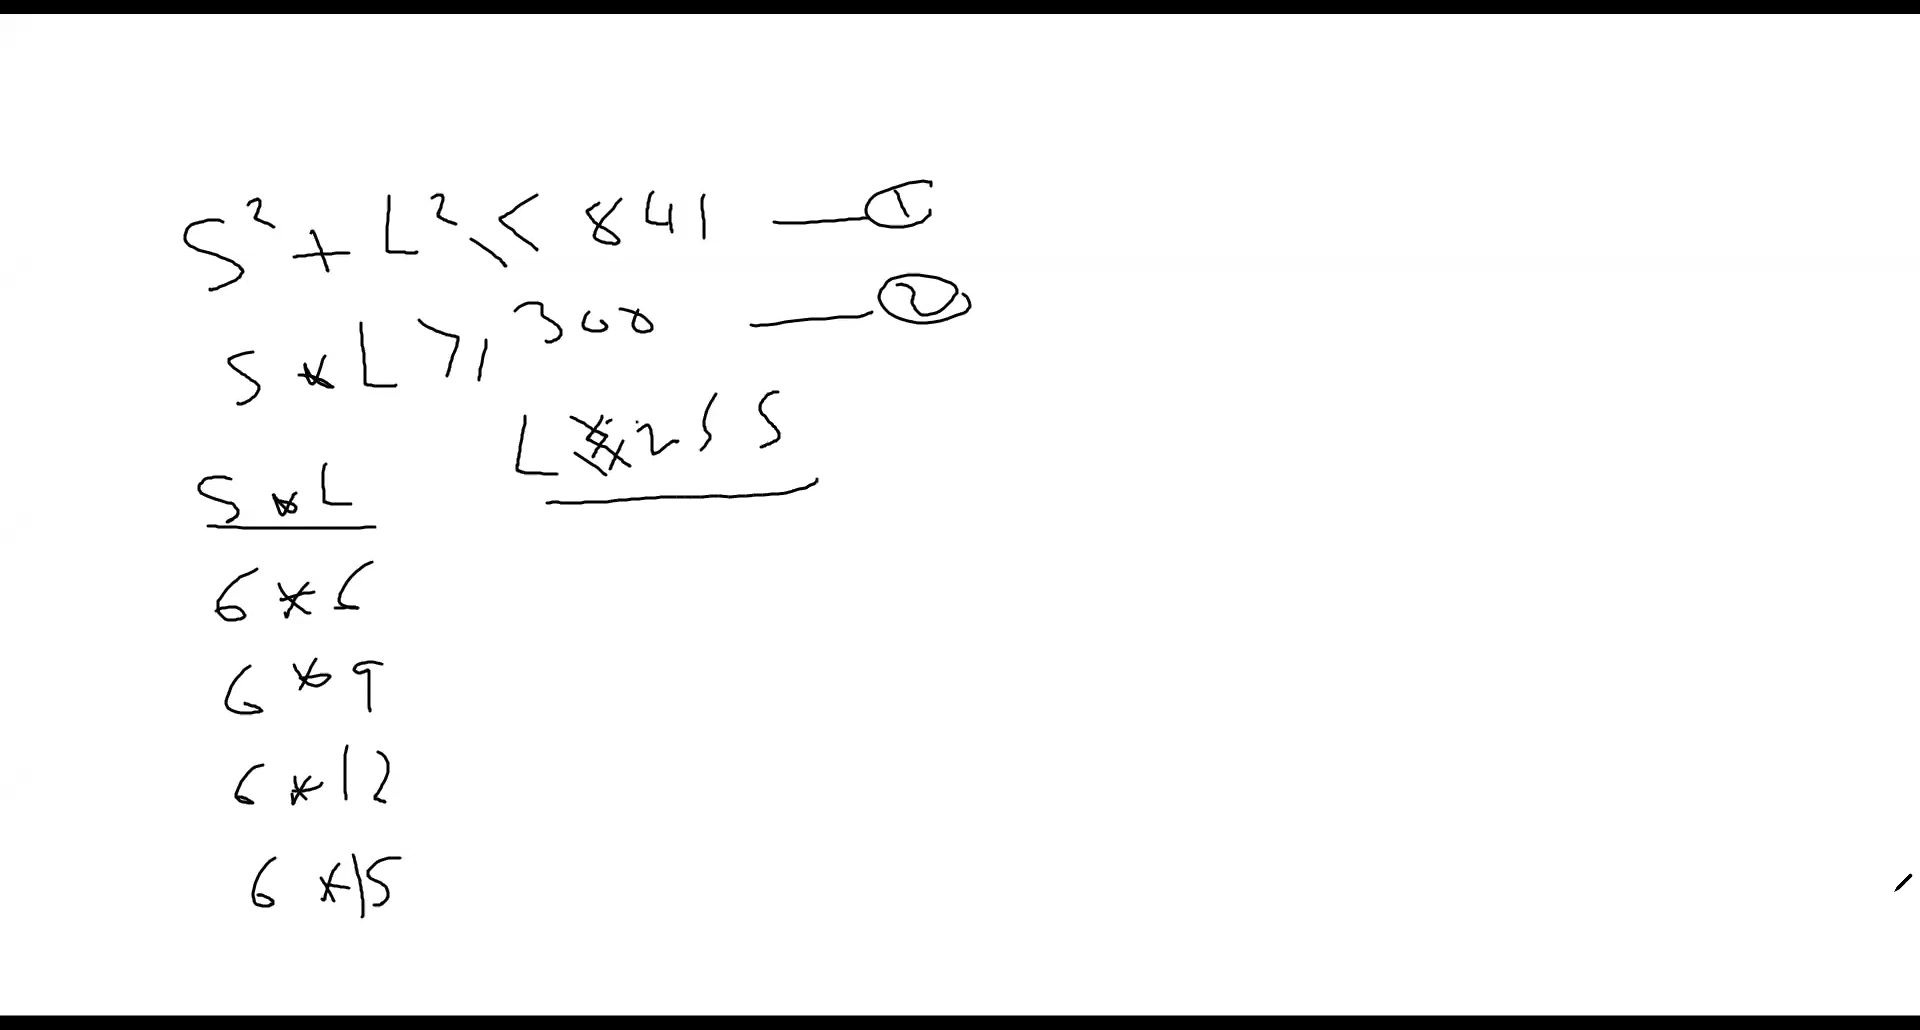 S² + L² ≤ 841 — ①
S * L ≥ 300 — ②
L 2 S S
S * L
6 * 6
6 * 9
6 * 12
6 * 15